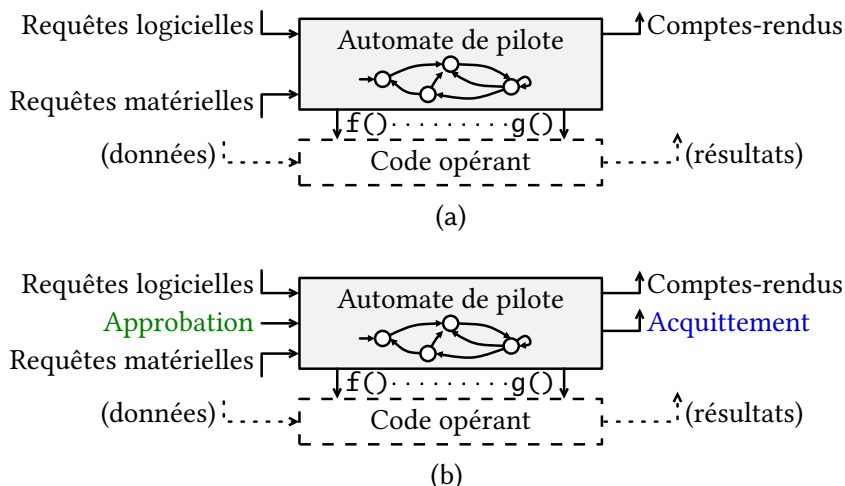 Requêtes logicielles
Automate de pilote
Comptes-rendus
Requêtes matérielles
f()·········g()
(données)
Code opérant
(résultats)
(a)
Requêtes logicielles
Automate de pilote
Comptes-rendus
Approbation
Acquittement
Requêtes matérielles
f()·········g()
(données)
Code opérant
(résultats)
(b)